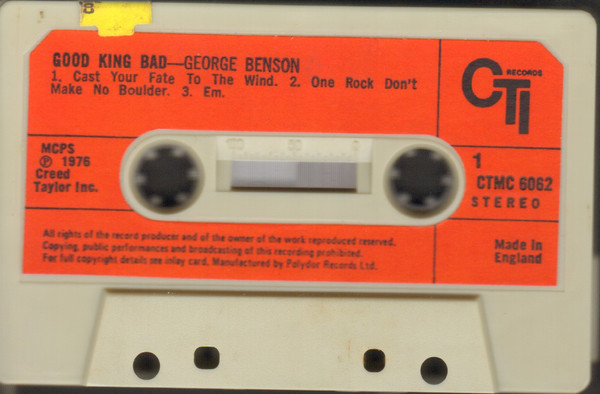 GOOD KING BAD—GEORGE BENSON
1. Cast Your Fate To The Wind. 2. One Rock Don't
Make No Boulder. 3. Em.
CTI RECORDS
MCPS
Ⓟ 1976
Creed
Taylor Inc.
100 50 0
1
CTMC 6062
STEREO
All rights of the record producer and of the owner of the work reproduced reserved.
Copying, public performances and broadcasting of this recording prohibited.
For full copyright details see inlay card. Manufactured by Polydor Records Ltd.
Made In
England